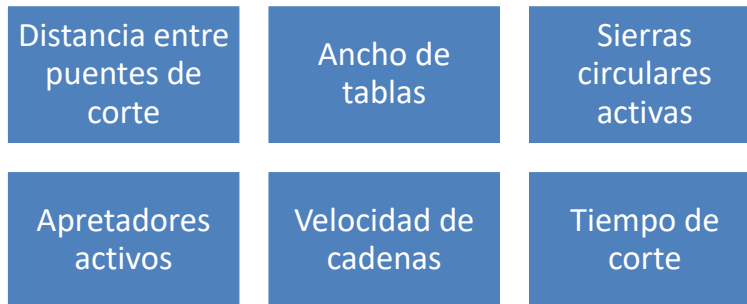 Distancia entre
puentes de
corte
Ancho de
tablas
Sierras
circulares
activas
Apretadores
activos
Velocidad de
cadenas
Tiempo de
corte